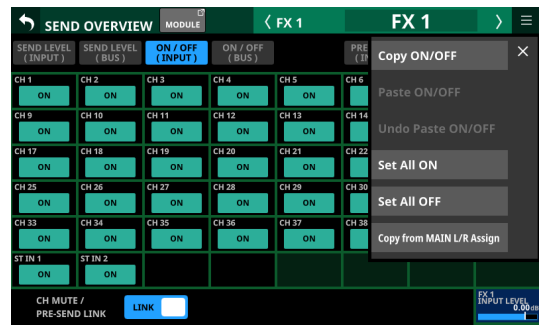 SEND OVERVIEW MODULE FX 1 FX 1
SEND LEVEL SEND LEVEL ON / OFF ON / OFF PRE
( INPUT ) ( BUS ) ( INPUT ) ( BUS )
Copy ON/OFF
Paste ON/OFF
Undo Paste ON/OFF
Set All ON
Set All OFF
Copy from MAIN L/R Assign
CH 1 CH 2 CH 3 CH 4 CH 5 CH 6
ON ON ON ON ON
CH 9 CH 10 CH 11 CH 12 CH 13 CH 14
ON ON ON ON ON
CH 17 CH 18 CH 19 CH 20 CH 21 CH 22
ON ON ON ON ON
CH 25 CH 26 CH 27 CH 28 CH 29 CH 30
ON ON ON ON ON
CH 33 CH 34 CH 35 CH 36 CH 37 CH 38
ON ON ON ON ON
ST IN 1 ST IN 2
ON ON
CH MUTE /
PRE-SEND LINK
LINK
FX 1
INPUT LEVEL
0.00 dB